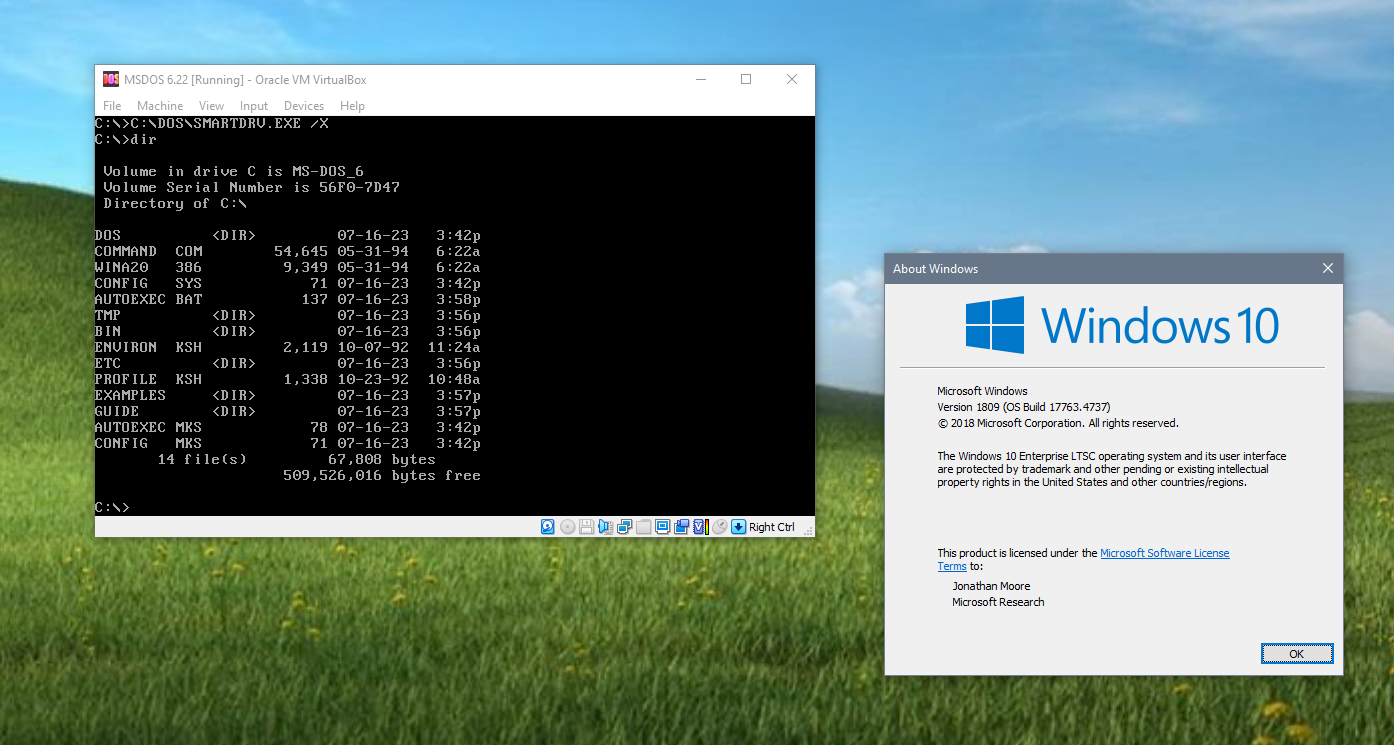 MSDOS 6.22 [Running] - Oracle VM VirtualBox
File Machine View Input Devices Help
C:\>C:\DOS\SMARTDRV.EXE /X
C:\>dir
Volume in drive C is MS-DOS_6
Volume Serial Number is 56F0-7D47
Directory of C:\
DOS <DIR> 07-16-23 3:42p
COMMAND COM 54,645 05-31-94 6:22a
WINA20 386 9,349 05-31-94 6:22a
CONFIG SYS 71 07-16-23 3:42p
AUTOEXEC BAT 137 07-16-23 3:58p
TMP <DIR> 07-16-23 3:56p
BIN <DIR> 07-16-23 3:56p
ENVIRON KSH 2,119 10-07-92 11:24a
ETC <DIR> 07-16-23 3:56p
PROFILE KSH 1,338 10-23-92 10:48a
EXAMPLES <DIR> 07-16-23 3:57p
GUIDE <DIR> 07-16-23 3:57p
AUTOEXEC MKS 78 07-16-23 3:42p
CONFIG MKS 71 07-16-23 3:42p
14 file(s) 67,808 bytes
509,526,016 bytes free
C:\>
Right Ctrl
About Windows
Windows 10
Microsoft Windows
Version 1809 (OS Build 17763.4737)
© 2018 Microsoft Corporation. All rights reserved.
The Windows 10 Enterprise LTSC operating system and its user interface
are protected by trademark and other pending or existing intellectual
property rights in the United States and other countries/regions.
This product is licensed under the Microsoft Software License
Terms to:
Jonathan Moore
Microsoft Research
OK